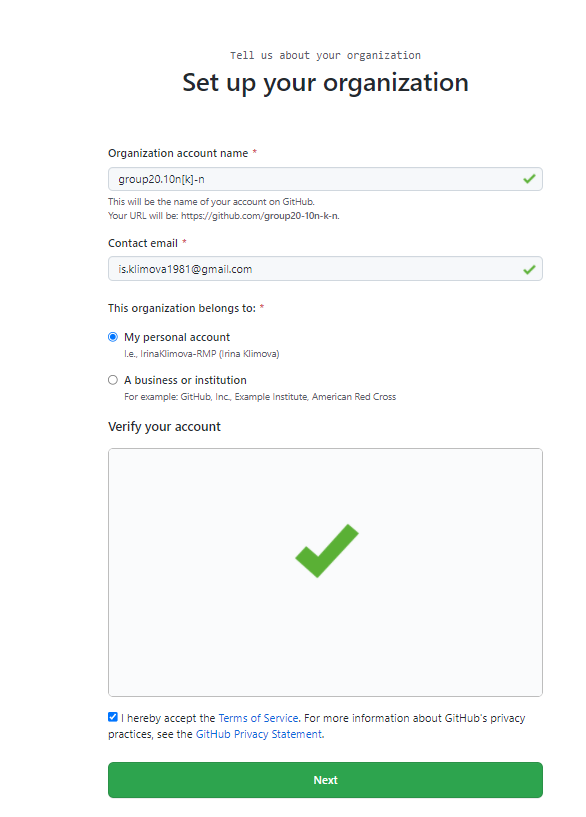 Tell us about your organization
Set up your organization
Organization account name *
group20.10n[k]-n
This will be the name of your account on GitHub.
Your URL will be: https://github.com/group20-10n-k-n.
Contact email *
is.klimova1981@gmail.com
This organization belongs to: *
My personal account
I.e., IrinaKlimova-RMP (Irina Klimova)
A business or institution
For example: GitHub, Inc., Example Institute, American Red Cross
Verify your account
I hereby accept the Terms of Service. For more information about GitHub's privacy
practices, see the GitHub Privacy Statement.
Next